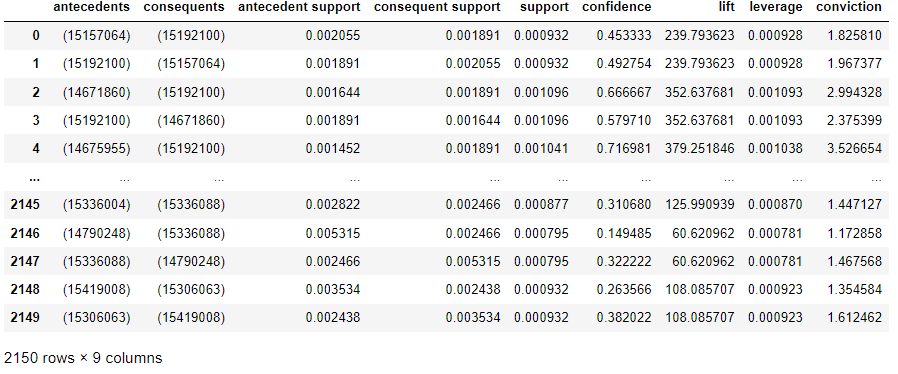 antecedents consequents antecedent support consequent support support confidence lift leverage conviction
0 (15157064) (15192100) 0.002055 0.001891 0.000932 0.453333 239.793623 0.000928 1.825810
1 (15192100) (15157064) 0.001891 0.002055 0.000932 0.492754 239.793623 0.000928 1.967377
2 (14671860) (15192100) 0.001644 0.001891 0.001096 0.666667 352.637681 0.001093 2.994328
3 (15192100) (14671860) 0.001891 0.001644 0.001096 0.579710 352.637681 0.001093 2.375399
4 (14675955) (15192100) 0.001452 0.001891 0.001041 0.716981 379.251846 0.001038 3.526654
... ... ... ... ... ... ... ... ... ...
2145 (15336004) (15336088) 0.002822 0.002466 0.000877 0.310680 125.990939 0.000870 1.447127
2146 (14790248) (15336088) 0.005315 0.002466 0.000795 0.149485 60.620962 0.000781 1.172858
2147 (15336088) (14790248) 0.002466 0.005315 0.000795 0.322222 60.620962 0.000781 1.467568
2148 (15419008) (15306063) 0.003534 0.002438 0.000932 0.263566 108.085707 0.000923 1.354584
2149 (15306063) (15419008) 0.002438 0.003534 0.000932 0.382022 108.085707 0.000923 1.612462
2150 rows × 9 columns